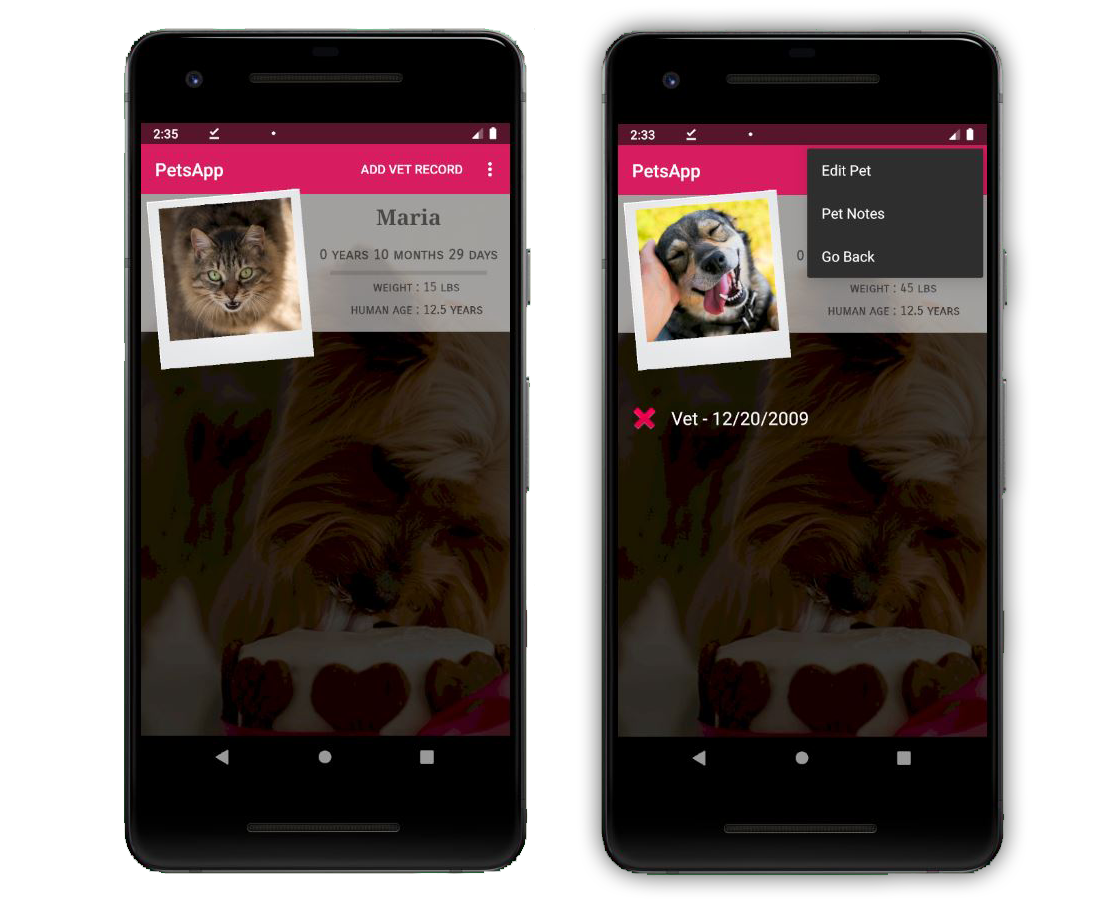 2:35
PetsApp
ADD VET RECORD
Maria
0 YEARS 10 MONTHS 29 DAYS
WEIGHT : 15 LBS
HUMAN AGE : 12.5 YEARS
2:33
PetsApp
Edit Pet
Pet Notes
Go Back
0
WEIGHT : 45 LBS
HUMAN AGE : 12.5 YEARS
Vet - 12/20/2009